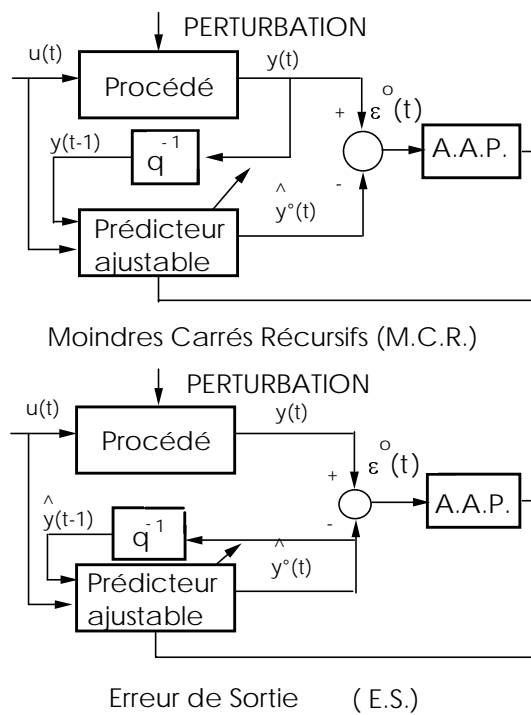 PERTURBATION
u(t)
Procédé
y(t)
ε°(t)
+
-
A.A.P.
y(t-1)
q⁻¹
ŷ°(t)
Prédicteur
ajustable
Moindres Carrés Récursifs (M.C.R.)
PERTURBATION
u(t)
Procédé
y(t)
ε°(t)
+
-
A.A.P.
ŷ(t-1)
q⁻¹
ŷ°(t)
Prédicteur
ajustable
Erreur de Sortie ( E.S.)